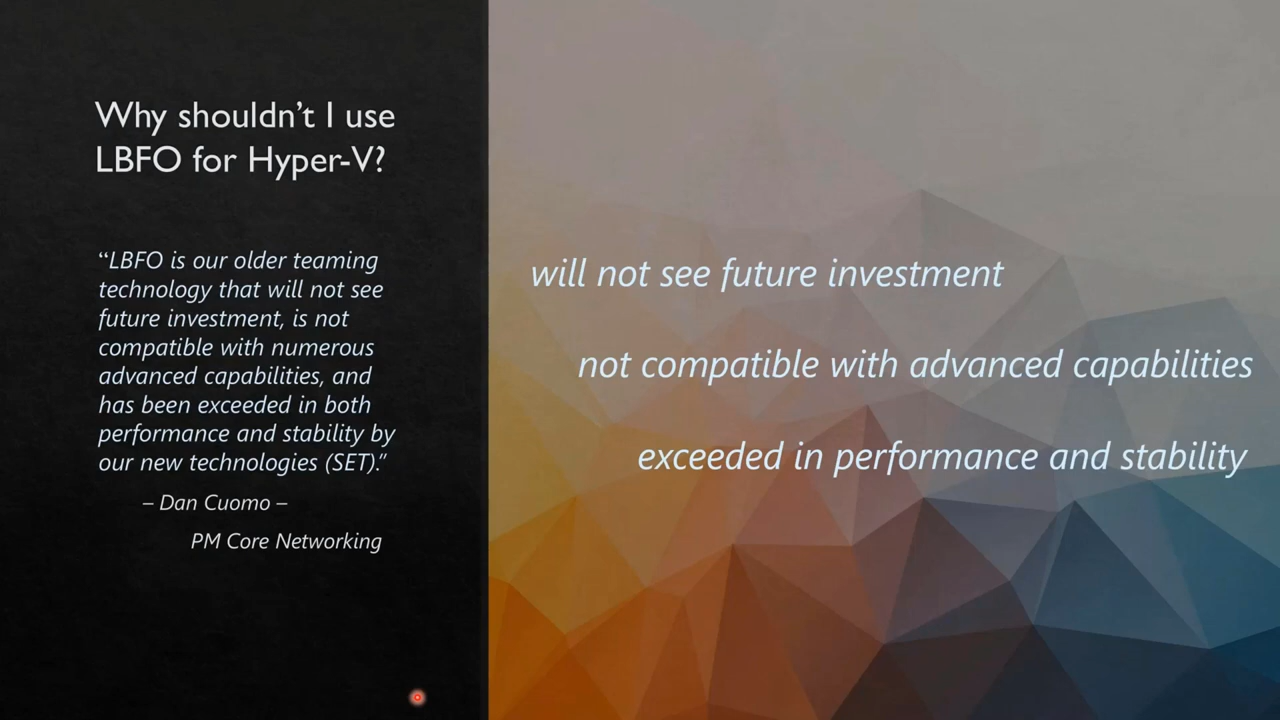 Why shouldn’t I use
LBFO for Hyper-V?
“LBFO is our older teaming
technology that will not see
future investment, is not
compatible with numerous
advanced capabilities, and
has been exceeded in both
performance and stability by
our new technologies (SET).”
– Dan Cuomo –
PM Core Networking
will not see future investment
not compatible with advanced capabilities
exceeded in performance and stability